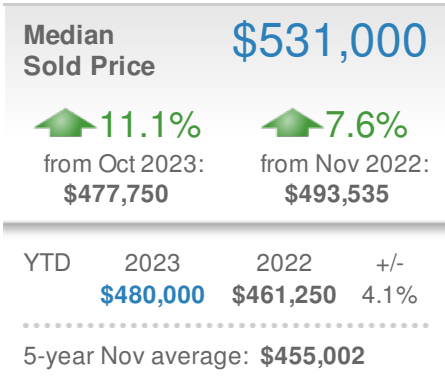 Median
Sold Price
$531,000
11.1% 7.6%
from Oct 2023: from Nov 2022:
$477,750 $493,535
YTD 2023 2022 +/-
$480,000 $461,250 4.1%
5-year Nov average: $455,002